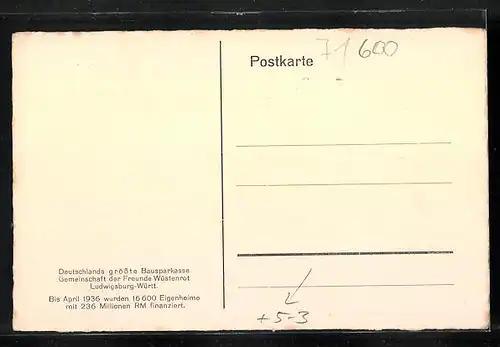 Postkarte 71600
Deutschlands größte Bausparkasse
Gemeinschaft der Freunde Wüstenrot
Ludwigsburg-Württ.
Bis April 1936 wurden 16 600 Eigenheime
mit 236 Millionen RM finanziert.
+5-3